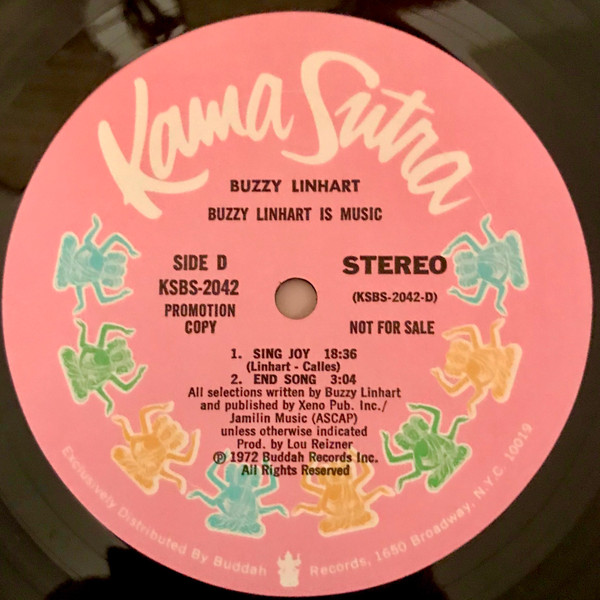 Kama Sutra
BUZZY LINHART
BUZZY LINHART IS MUSIC
SIDE D
KSBS-2042
PROMOTION
COPY
STEREO
(KSBS-2042-D)
NOT FOR SALE
1. SING JOY 18:36
(Linhart - Calles)
2. END SONG 3:04
All selections written by Buzzy Linhart
and published by Xeno Pub. Inc./
Jamilin Music (ASCAP)
unless otherwise indicated
Prod. by Lou Reizner
℗ 1972 Buddah Records Inc.
All Rights Reserved
Exclusively Distributed By Buddah Records, 1650 Broadway, N.Y.C. 10019